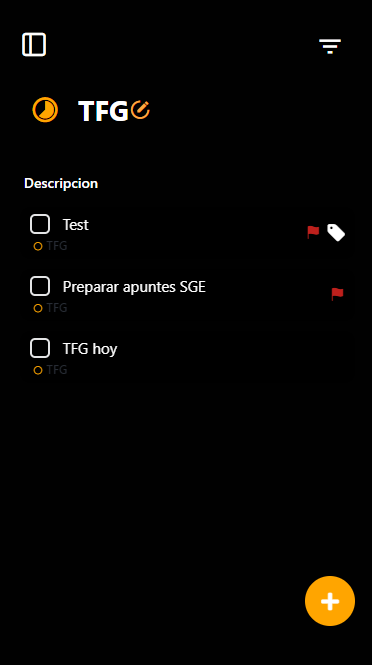 TFG
Descripcion
Test
TFG
Preparar apuntes SGE
TFG
TFG hoy
TFG